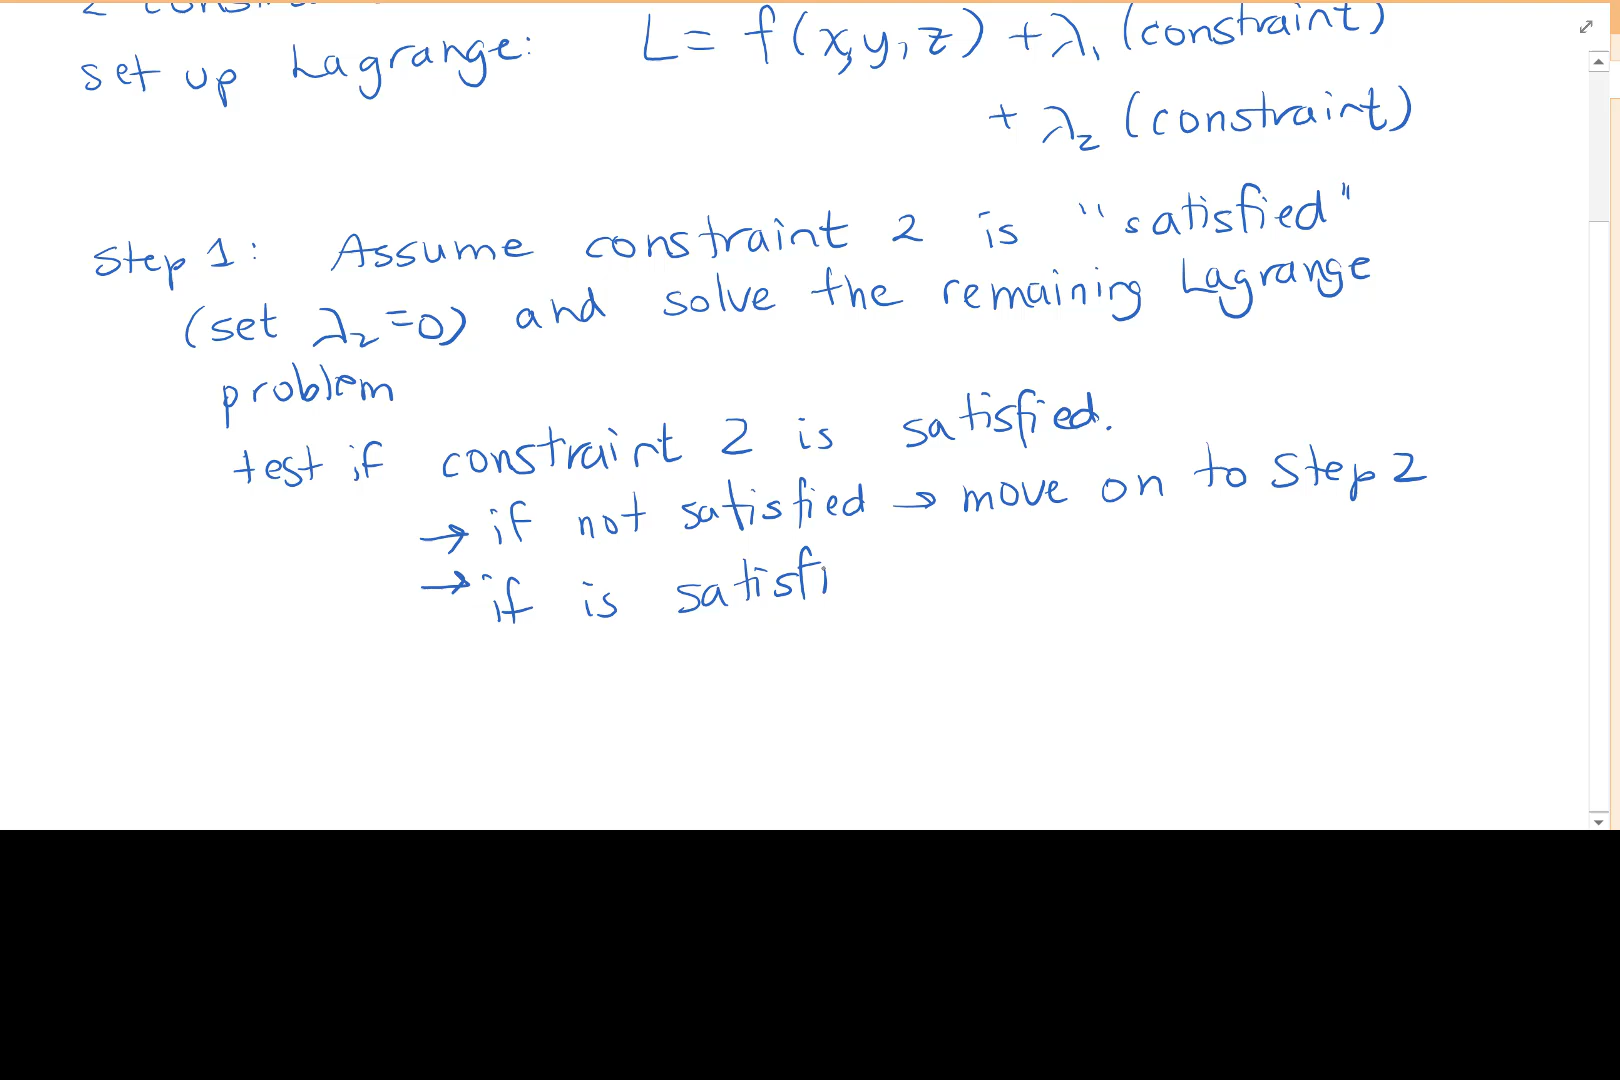 set up Lagrange: L = f(x,y,z) + λ₁ (constraint)
+ λ₂ (constraint)
Step 1: Assume constraint 2 is "satisfied"
(set λ₂=0) and solve the remaining Lagrange
problem
test if constraint 2 is satisfied.
→ if not satisfied → move on to Step 2
→ if is satisfi